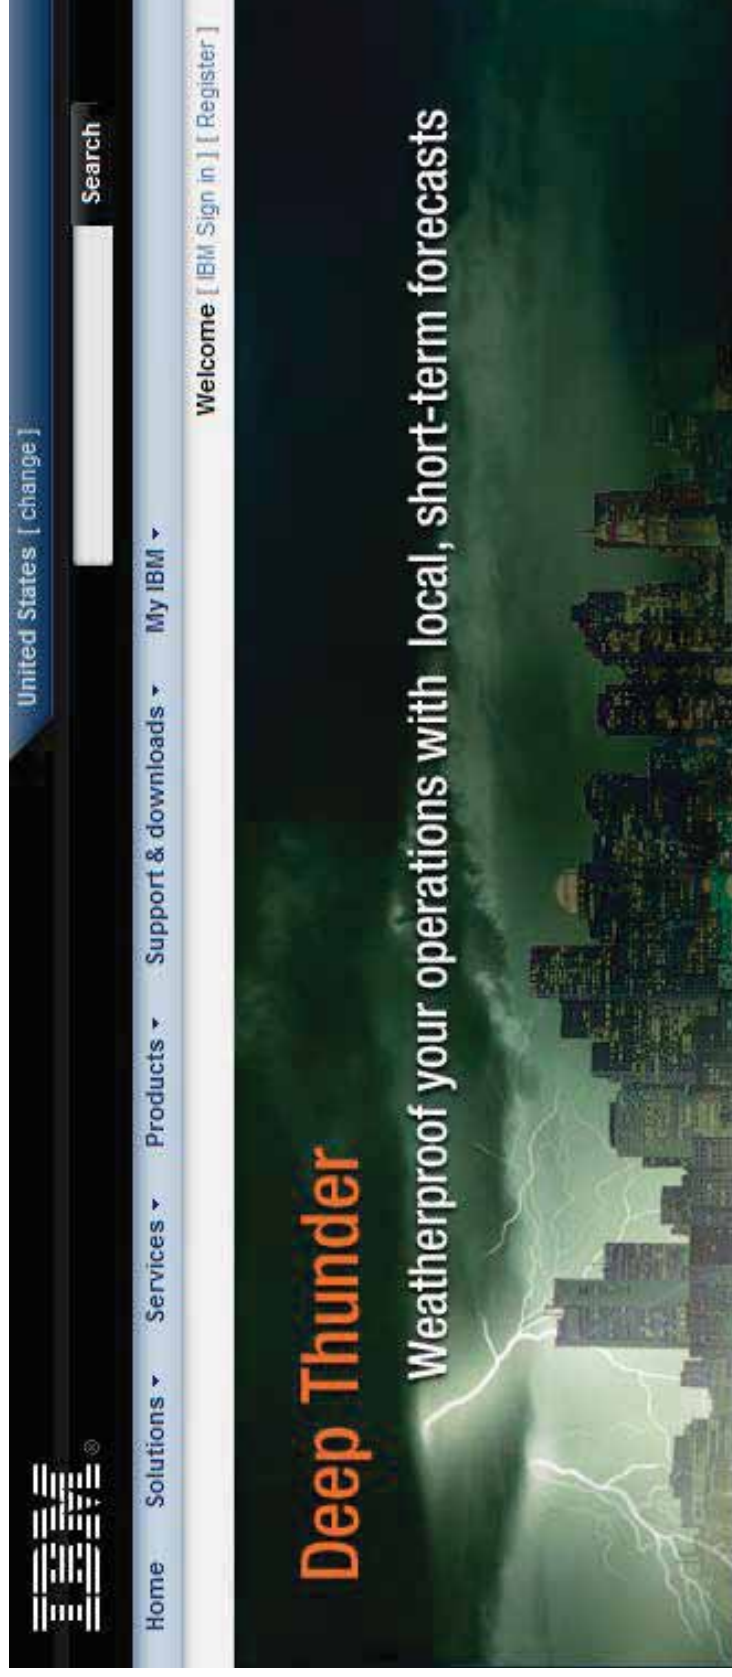 United States [ change ]
IBM®
Search
Home Solutions Services Products Support & downloads My IBM
Welcome [ IBM Sign in ] [ Register ]
Deep Thunder
Weatherproof your operations with local, short-term forecasts